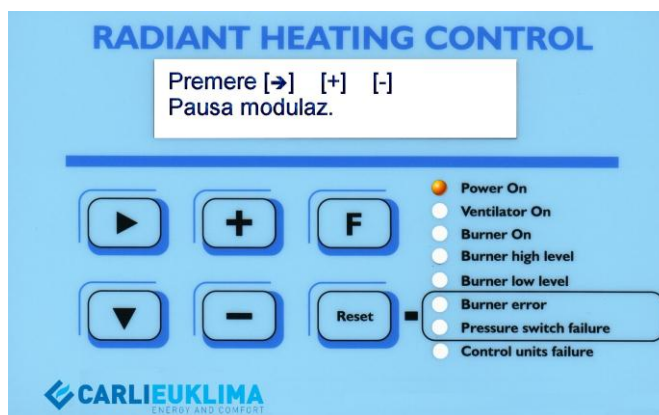 RADIANT HEATING CONTROL
Premere [➔] [+] [-]
Pausa modulaz.
F
Reset
Power On
Ventilator On
Burner On
Burner high level
Burner low level
Burner error
Pressure switch failure
Control units failure
CARLIEUKLIMA
ENERGY AND COMFORT